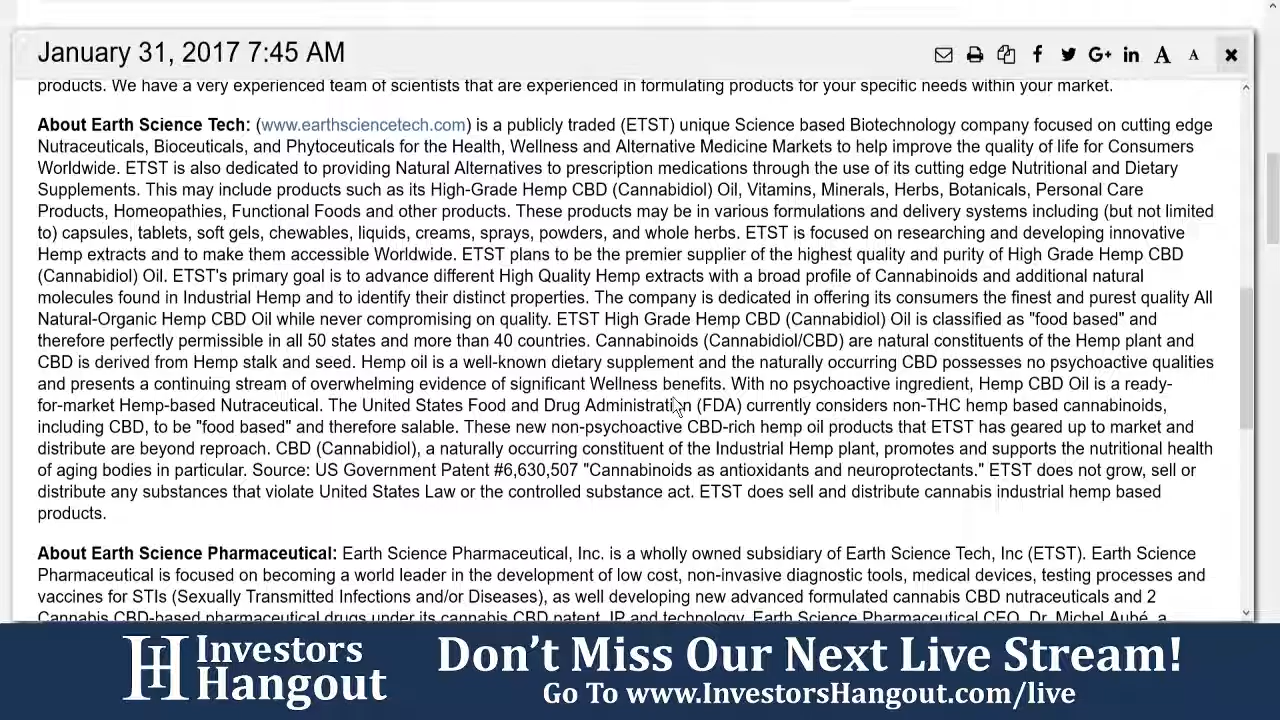 January 31, 2017 7:45 AM
G+ in A A
products. We have a very experienced team of scientists that are experienced in formulating products for your specific needs within your market.
About Earth Science Tech: (www.earthsciencetech.com) is a publicly traded (ETST) unique Science based Biotechnology company focused on cutting edge
Nutraceuticals, Bioceuticals, and Phytoceuticals for the Health, Wellness and Alternative Medicine Markets to help improve the quality of life for Consumers
Worldwide. ETST is also dedicated to providing Natural Alternatives to prescription medications through the use of its cutting edge Nutritional and Dietary
Supplements. This may include products such as its High-Grade Hemp CBD (Cannabidiol) Oil, Vitamins, Minerals, Herbs, Botanicals, Personal Care
Products, Homeopathies, Functional Foods and other products. These products may be in various formulations and delivery systems including (but not limited
to) capsules, tablets, soft gels, chewables, liquids, creams, sprays, powders, and whole herbs. ETST is focused on researching and developing innovative
Hemp extracts and to make them accessible Worldwide. ETST plans to be the premier supplier of the highest quality and purity of High Grade Hemp CBD
(Cannabidiol) Oil. ETST's primary goal is to advance different High Quality Hemp extracts with a broad profile of Cannabinoids and additional natural
molecules found in Industrial Hemp and to identify their distinct properties. The company is dedicated in offering its consumers the finest and purest quality All
Natural-Organic Hemp CBD Oil while never compromising on quality. ETST High Grade Hemp CBD (Cannabidiol) Oil is classified as "food based" and
therefore perfectly permissible in all 50 states and more than 40 countries. Cannabinoids (Cannabidiol/CBD) are natural constituents of the Hemp plant and
CBD is derived from Hemp stalk and seed. Hemp oil is a well-known dietary supplement and the naturally occurring CBD possesses no psychoactive qualities
and presents a continuing stream of overwhelming evidence of significant Wellness benefits. With no psychoactive ingredient, Hemp CBD Oil is a ready-
for-market Hemp-based Nutraceutical. The United States Food and Drug Administration (FDA) currently considers non-THC hemp based cannabinoids,
including CBD, to be "food based" and therefore salable. These new non-psychoactive CBD-rich hemp oil products that ETST has geared up to market and
distribute are beyond reproach. CBD (Cannabidiol), a naturally occurring constituent of the Industrial Hemp plant, promotes and supports the nutritional health
of aging bodies in particular. Source: US Government Patent #6,630,507 "Cannabinoids as antioxidants and neuroprotectants." ETST does not grow, sell or
distribute any substances that violate United States Law or the controlled substance act. ETST does sell and distribute cannabis industrial hemp based
products.
About Earth Science Pharmaceutical: Earth Science Pharmaceutical, Inc. is a wholly owned subsidiary of Earth Science Tech, Inc (ETST). Earth Science
Pharmaceutical is focused on becoming a world leader in the development of low cost, non-invasive diagnostic tools, medical devices, testing processes and
vaccines for STIs (Sexually Transmitted Infections and/or Diseases), as well developing new advanced formulated cannabis CBD nutraceuticals and 2
Cannabis CBD-based pharmaceutical drugs under its cannabis CBD patent, IP and technology. Earth Science Pharmaceutical CEO, Dr. Michel Aubé, a
Investors
Hangout
Don't Miss Our Next Live Stream!
Go To www.InvestorsHangout.com/live